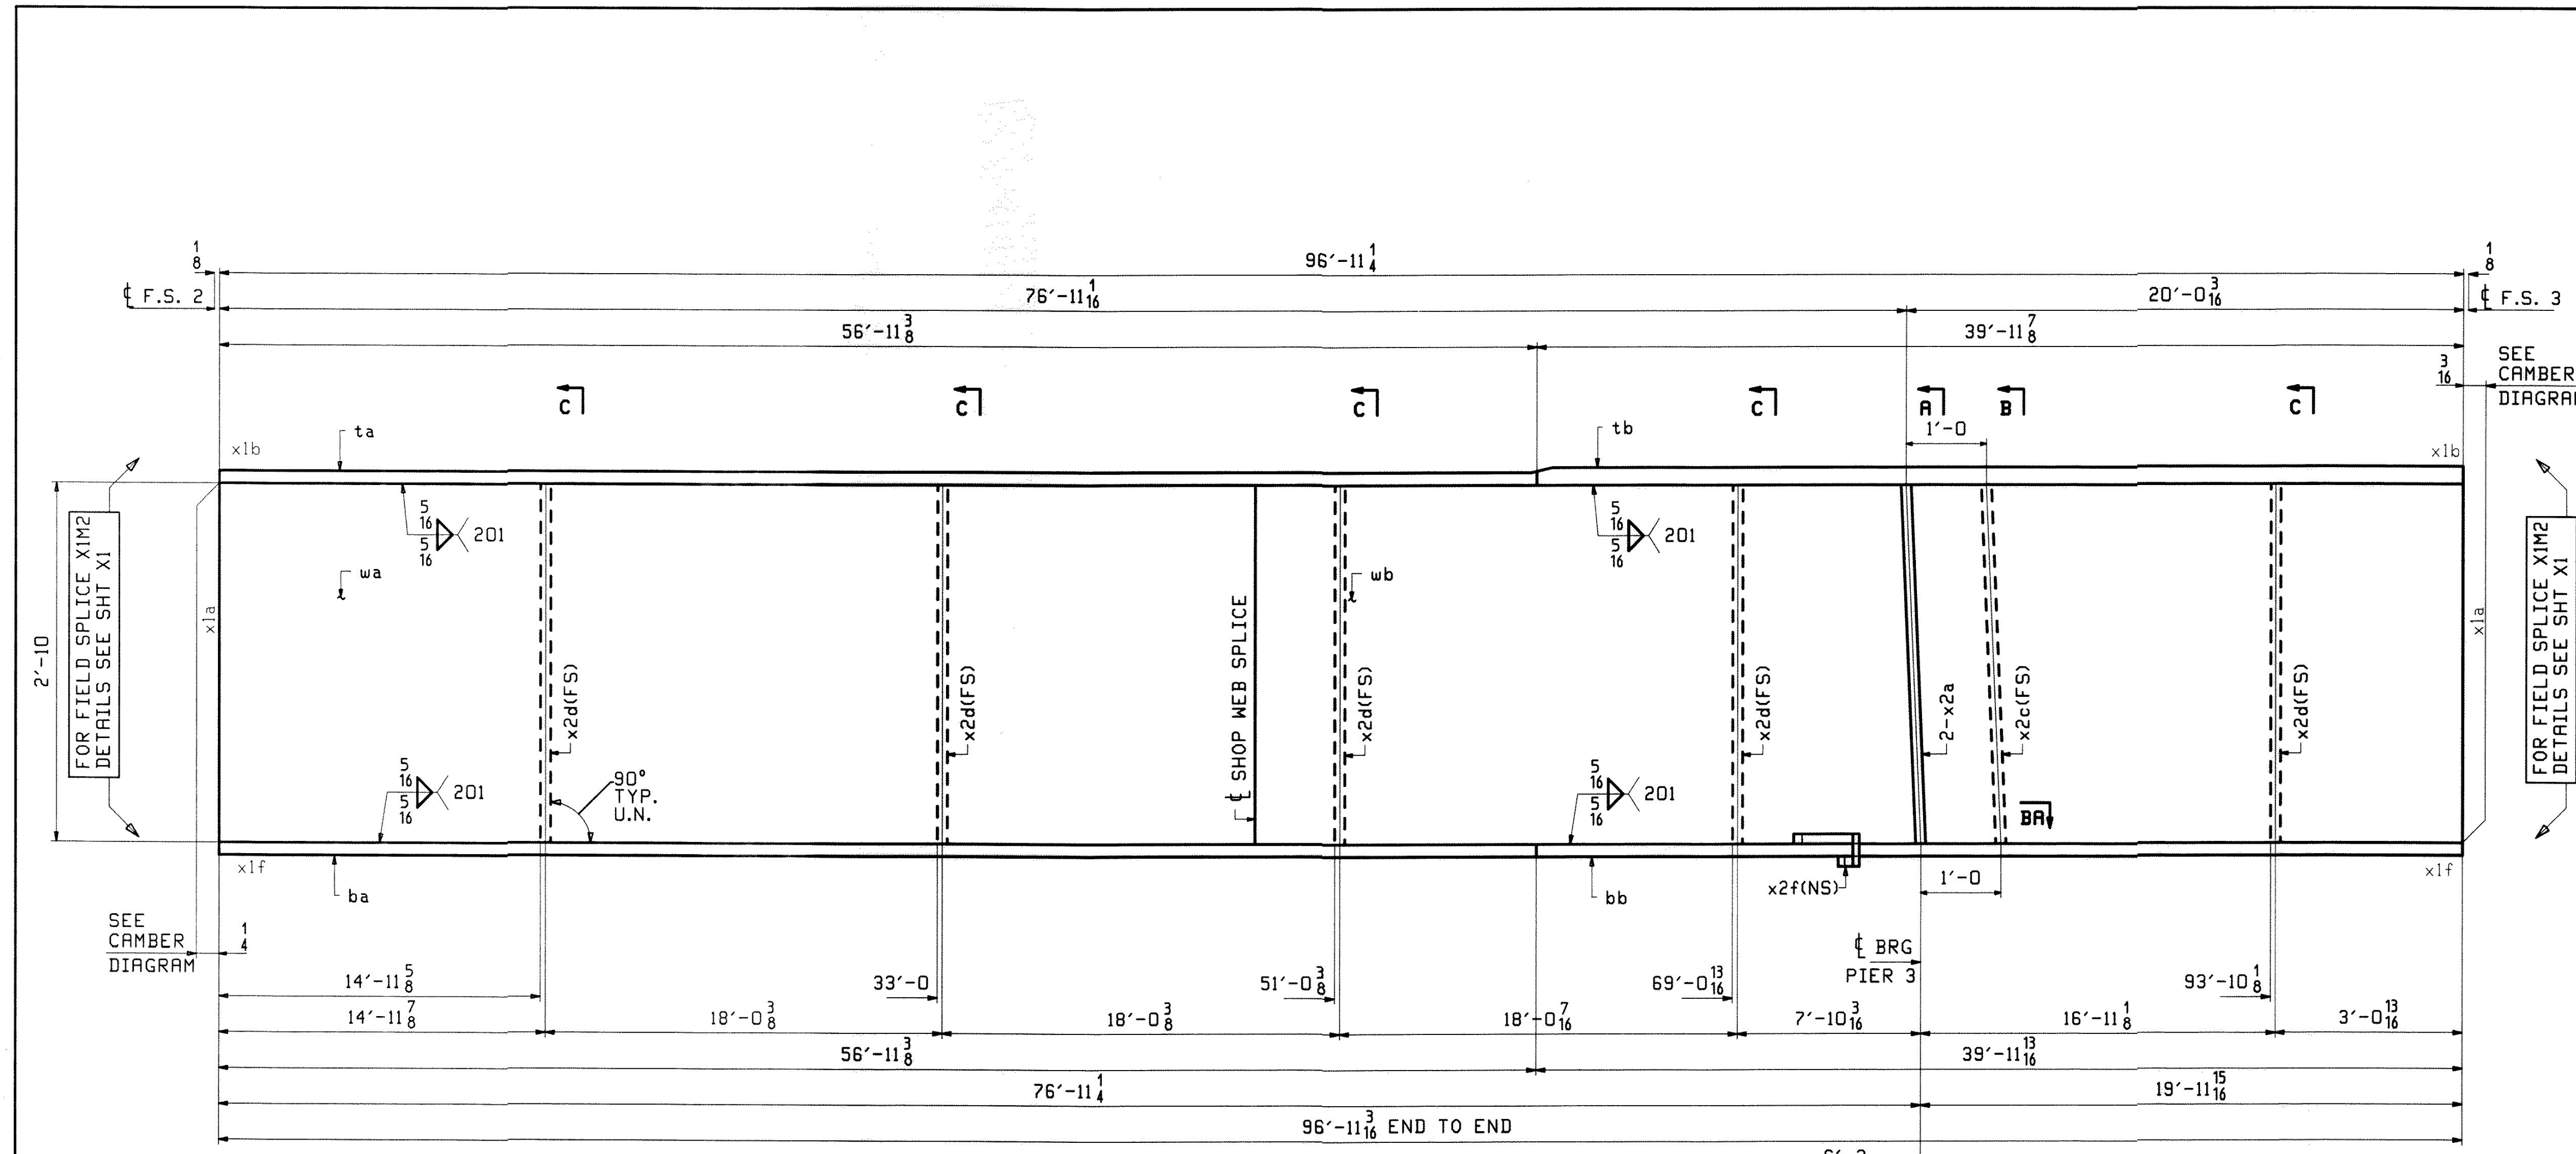 1/8
96'-11 1/4
1/8
℄ F.S. 2
76'-11 1/16
20'-0 3/16
℄ F.S. 3
56'-11 3/8
39'-11 7/8
3/16
SEE
CAMBER
C
C
C
C
A
B
C
1'-0
ta
tb
x1b
x1b
5/16
5/16
201
5/16
5/16
201
wa
wb
FOR FIELD SPLICE X1M2
DETAILS SEE SHT X1
x1a
2'-10
x2d(FS)
x2d(FS)
℄ SHOP WEB SPLICE
x2d(FS)
x2d(FS)
2-x2a
x2c(FS)
x2d(FS)
x1a
FOR FIELD SPLICE X1M2
DETAILS SEE SHT X1
5/16
5/16
201
90°
TYP.
U.N.
5/16
5/16
201
BA
x1f
ba
x2f(NS)
bb
1'-0
x1f
SEE
CAMBER
DIAGRAM
1/4
℄ BRG
PIER 3
14'-11 5/8
33'-0
51'-0 3/8
69'-0 13/16
93'-10 1/8
14'-11 7/8
18'-0 3/8
18'-0 3/8
18'-0 7/16
7'-10 3/16
16'-11 1/8
3'-0 13/16
56'-11 3/8
39'-11 13/16
76'-11 1/4
19'-11 15/16
96'-11 3/16 END TO END